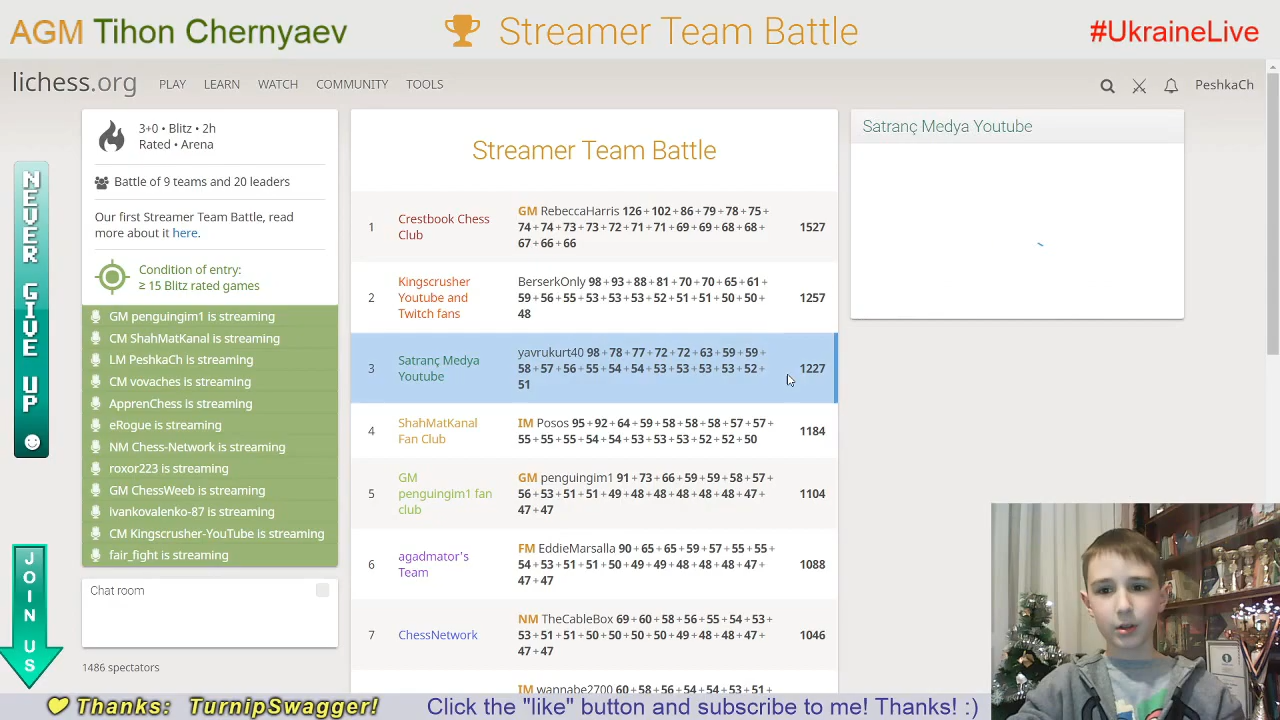 AGM Tihon Chernyaev
Streamer Team Battle
#UkraineLive
lichess.org
PLAY LEARN WATCH COMMUNITY TOOLS
PeshkaCh
NEVER GIVE UP
JOIN US
3+0 • Blitz • 2h
Rated • Arena
Battle of 9 teams and 20 leaders
Our first Streamer Team Battle, read
more about it here.
Condition of entry:
≥ 15 Blitz rated games
GM penguingim1 is streaming
CM ShahMatKanal is streaming
LM PeshkaCh is streaming
CM vovaches is streaming
ApprenChess is streaming
eRogue is streaming
NM Chess-Network is streaming
roxor223 is streaming
GM ChessWeeb is streaming
ivankovalenko-87 is streaming
CM Kingscrusher-YouTube is streaming
fair_fight is streaming
Chat room
1486 spectators
Streamer Team Battle
1 Crestbook Chess Club GM RebeccaHarris 126 + 102 + 86 + 79 + 78 + 75 +
74 + 74 + 73 + 73 + 72 + 71 + 71 + 69 + 69 + 68 + 68 +
67 + 66 + 66
1527
2 Kingscrusher Youtube and Twitch fans BerserkOnly 98 + 93 + 88 + 81 + 70 + 70 + 65 + 61 +
59 + 56 + 55 + 53 + 53 + 53 + 52 + 51 + 51 + 50 + 50 +
48
1257
3 Satranç Medya Youtube yavrukurt40 98 + 78 + 77 + 72 + 72 + 63 + 59 + 59 +
58 + 57 + 56 + 55 + 54 + 54 + 53 + 53 + 53 + 53 + 52 +
51
1227
4 ShahMatKanal Fan Club IM Posos 95 + 92 + 64 + 59 + 58 + 58 + 58 + 57 + 57 +
55 + 55 + 55 + 54 + 54 + 53 + 53 + 53 + 52 + 52 + 50
1184
5 GM penguingim1 fan club GM penguingim1 91 + 73 + 66 + 59 + 59 + 58 + 57 +
56 + 53 + 51 + 51 + 49 + 48 + 48 + 48 + 48 + 48 + 47 +
47 + 47
1104
6 agadmator's Team FM EddieMarsalla 90 + 65 + 65 + 59 + 57 + 55 + 55 +
54 + 53 + 51 + 51 + 50 + 49 + 49 + 48 + 48 + 48 + 47 +
47 + 47
1088
7 ChessNetwork NM TheCableBox 69 + 60 + 58 + 56 + 55 + 54 + 53 +
53 + 51 + 51 + 50 + 50 + 50 + 50 + 49 + 48 + 48 + 47 +
47 + 47
1046
IM wannabe2700 60 + 58 + 56 + 54 + 54 + 53 + 51 +
Satranç Medya Youtube
Thanks: TurnipSwagger!
Click the "like" button and subscribe to me! Thanks! :)